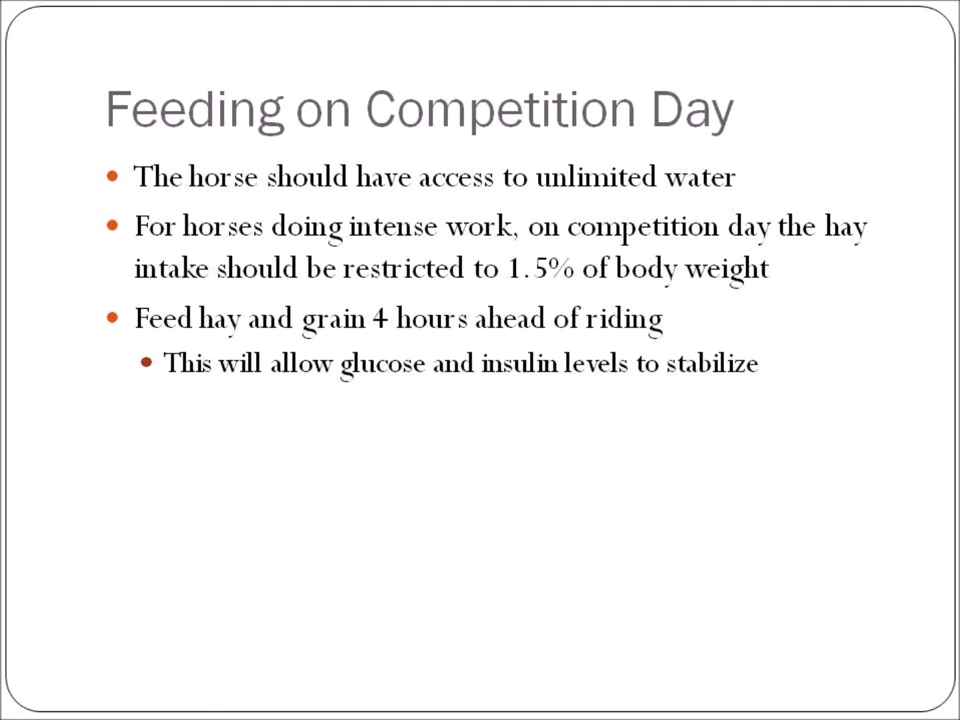 Feeding on Competition Day
The horse should have access to unlimited water
For horses doing intense work, on competition day the hay
intake should be restricted to 1.5% of body weight
Feed hay and grain 4 hours ahead of riding
This will allow glucose and insulin levels to stabilize